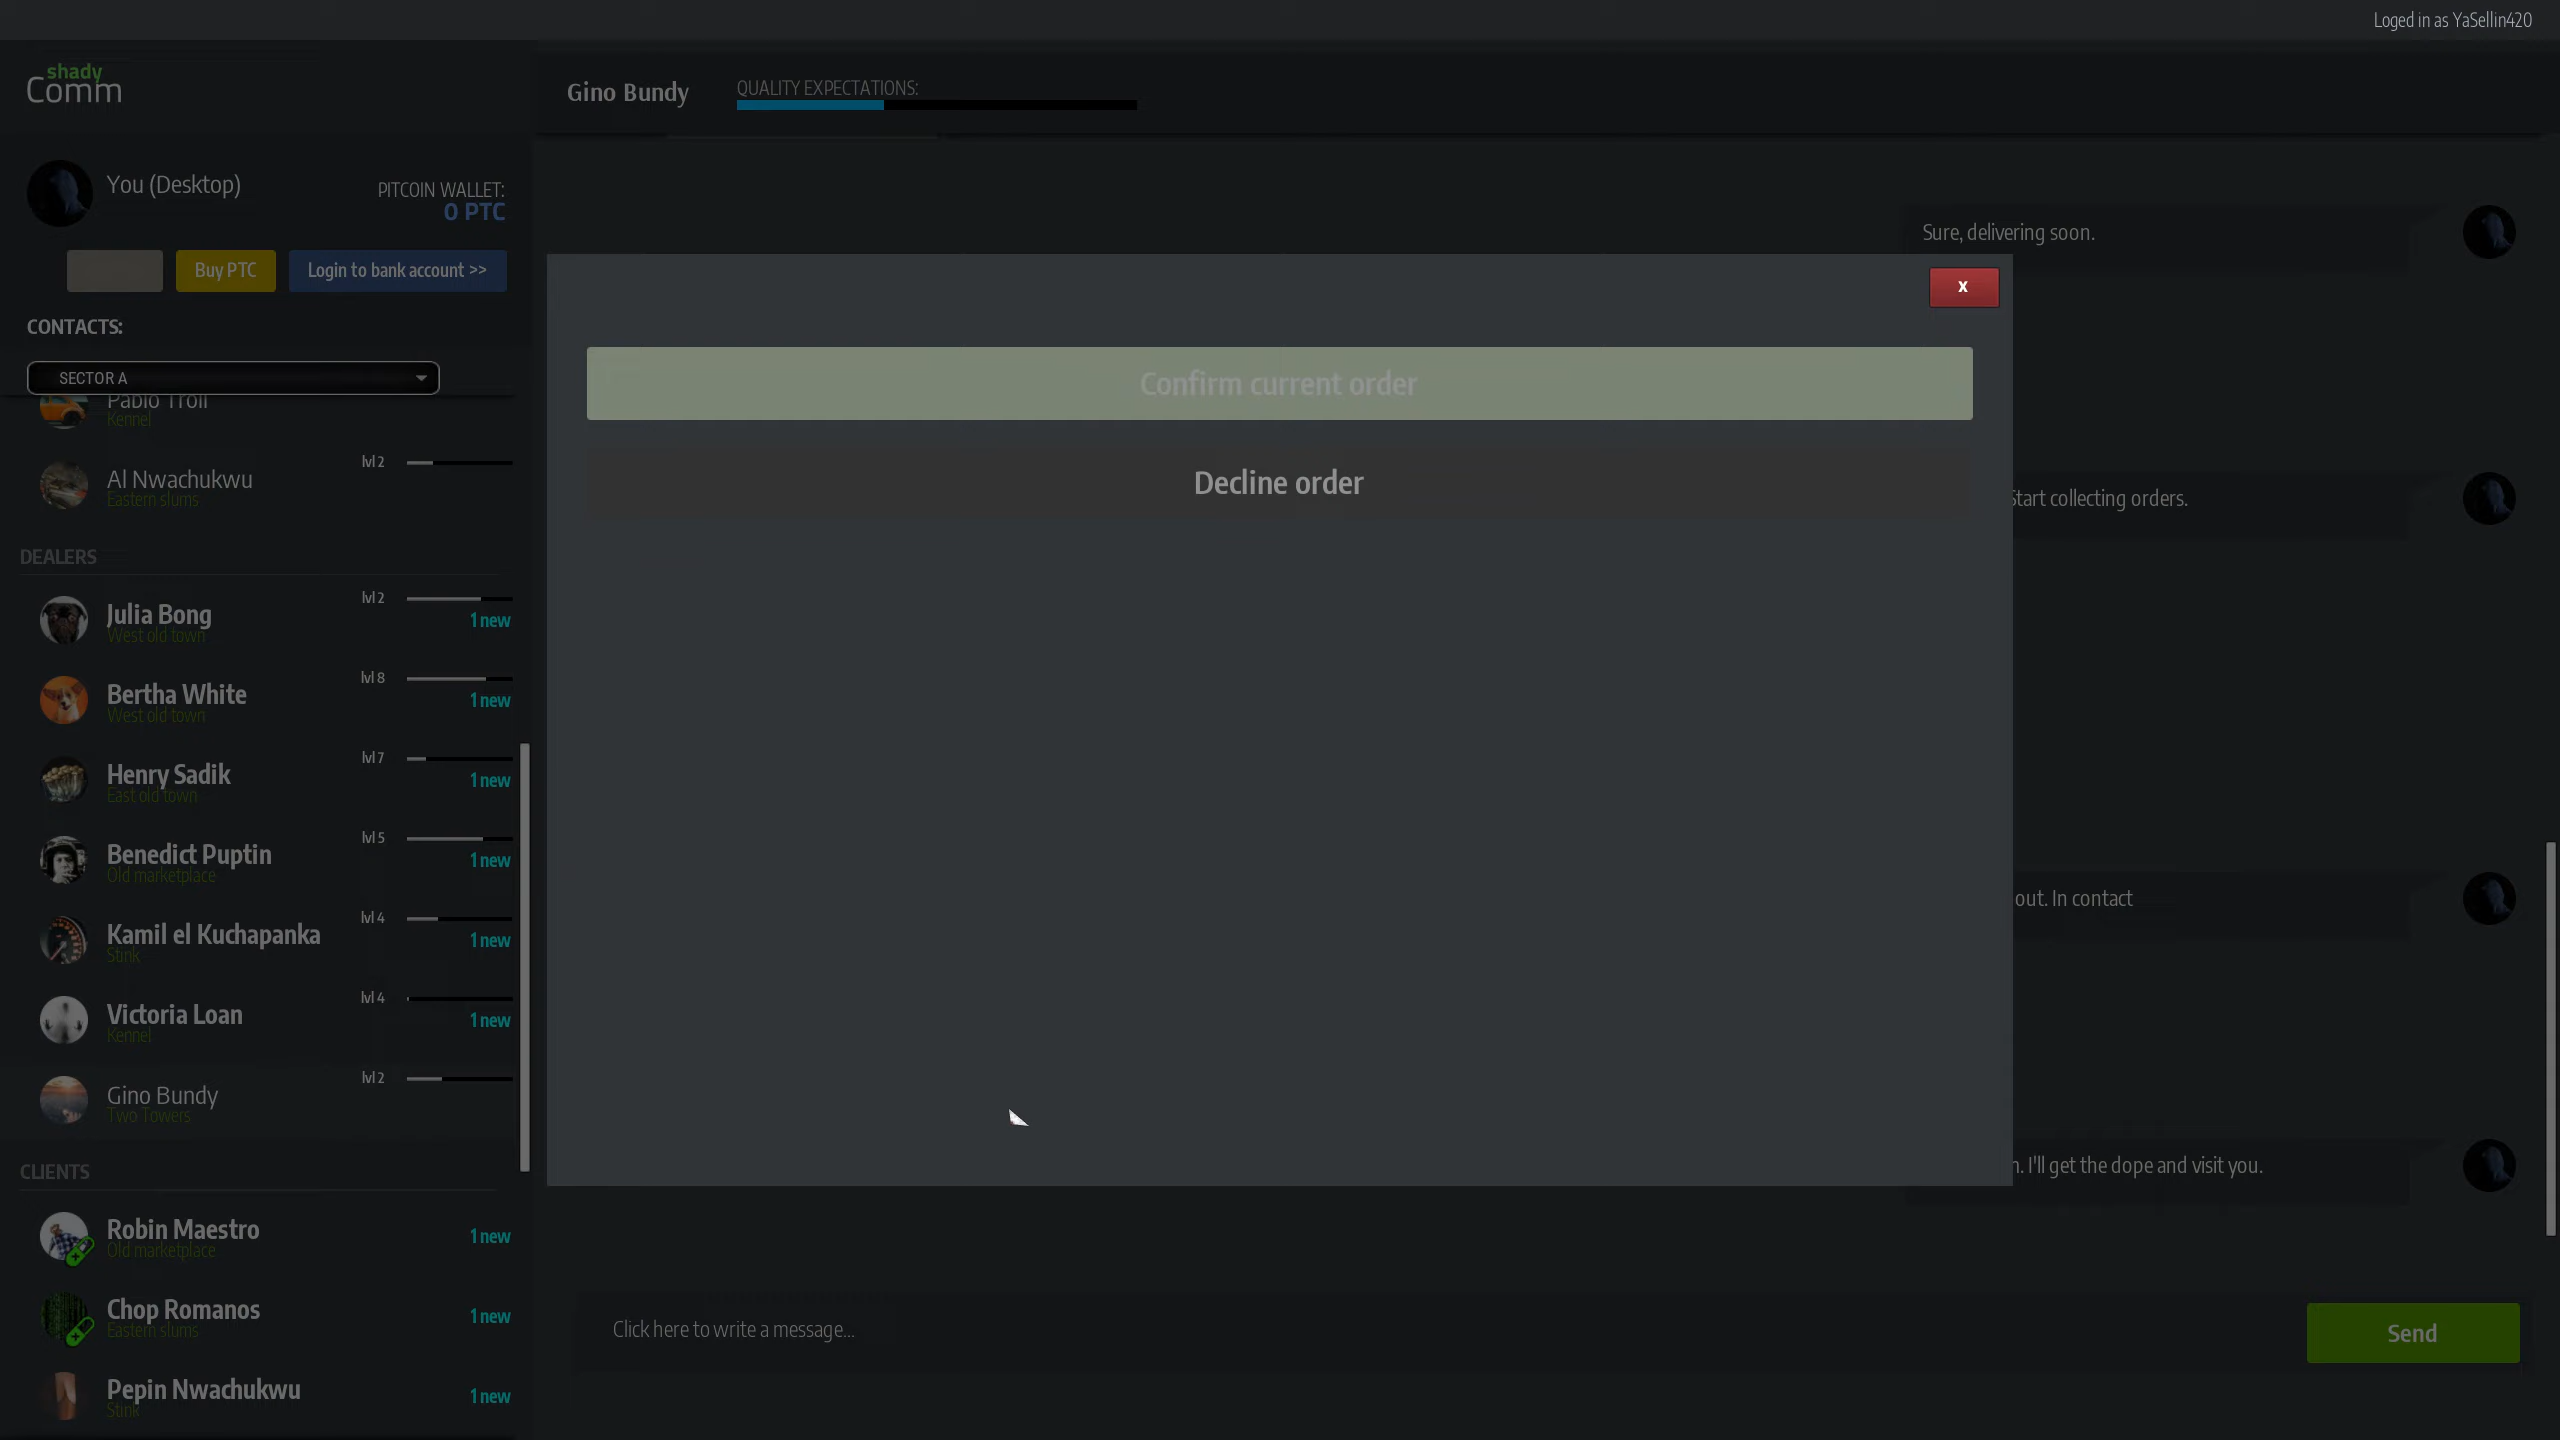 Loged in as YaSellin420
shady
Comm
Gino Bundy
QUALITY EXPECTATIONS:
You (Desktop)
PITCOIN WALLET:
0 PTC
Buy PTC
Login to bank account >>
CONTACTS:
SECTOR A
Pablo Troll
Kennel
Al Nwachukwu
Eastern slums
lvl 2
DEALERS
Julia Bong
West old town
lvl 2
1 new
Bertha White
West old town
lvl 8
1 new
Henry Sadik
East old town
lvl 7
1 new
Benedict Puptin
Old marketplace
lvl 5
1 new
Kamil el Kuchapanka
Stink
lvl 4
1 new
Victoria Loan
Kennel
lvl 4
1 new
Gino Bundy
Two Towers
lvl 2
CLIENTS
Robin Maestro
Old marketplace
1 new
Chop Romanos
Eastern slums
1 new
Pepin Nwachukwu
Stink
1 new
Sure, delivering soon.
x
Confirm current order
Decline order
Start collecting orders.
out. In contact
I'll get the dope and visit you.
Click here to write a message...
Send